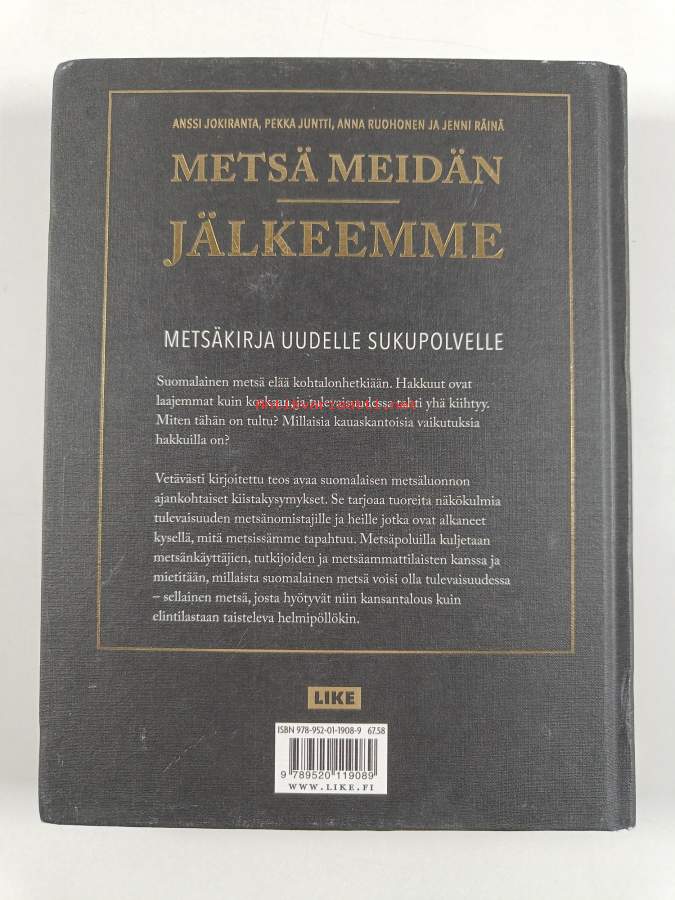 ANSSI JOKIRANTA, PEKKA JUNTTI, ANNA RUOHONEN JA JENNI RÄINÄ
METSÄ MEIDÄN
JÄLKEEMME
METSÄKIRJA UUDELLE SUKUPOLVELLE
Suomalainen metsä elää kohtalonhetkiään. Hakkuut ovat
laajemmat kuin koskaan, ja tulevaisuudessa tahti yhä kiihtyy.
Miten tähän on tultu? Millaisia kauaskantoisia vaikutuksia
hakkuilla on?
Vetävästi kirjoitettu teos avaa suomalaisen metsäluonnon
ajankohtaiset kiistakysymykset. Se tarjoaa tuoreita näkökulmia
tulevaisuuden metsänomistajille ja heille jotka ovat alkaneet
kysellä, mitä metsissämme tapahtuu. Metsäpoluilla kuljetaan
metsänkäyttäjien, tutkijoiden ja metsäammattilaisten kanssa ja
mietitään, millaista suomalainen metsä voisi olla tulevaisuudessa
– sellainen metsä, josta hyötyvät niin kansantalous kuin
elintilastaan taisteleva helmipöllökin.
LIKE
ISBN 978-952-01-1908-9 67.58
9 789520 119089
WWW.LIKE.FI